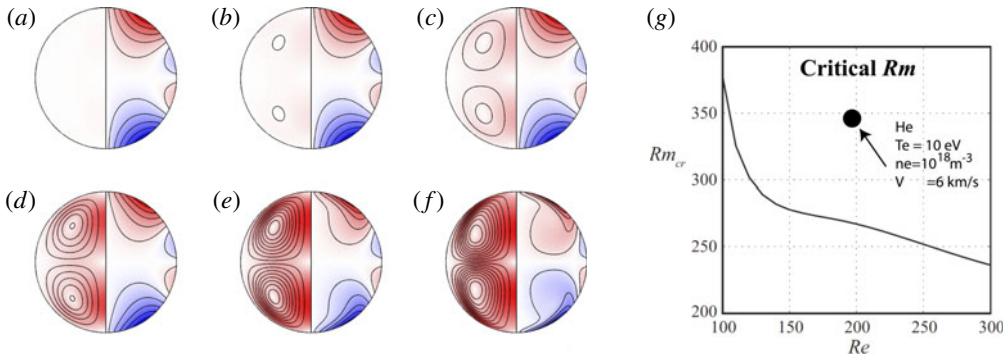 (a)
(b)
(c)
(d)
(e)
(f)
(g)
Critical Rm
400
350
300
250
200
Rm_cr
100
150
200
250
300
Re
He
Te = 10 eV
ne=10^18 m^-3
V =6 km/s